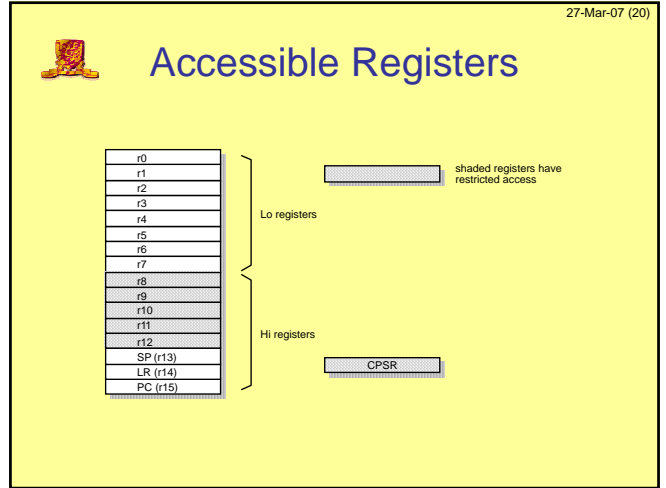 27-Mar-07 (20)
Accessible Registers
r0
r1
r2
r3
r4
r5
r6
r7
r8
r9
r10
r11
r12
SP (r13)
LR (r14)
PC (r15)
Lo registers
Hi registers
shaded registers have
restricted access
CPSR